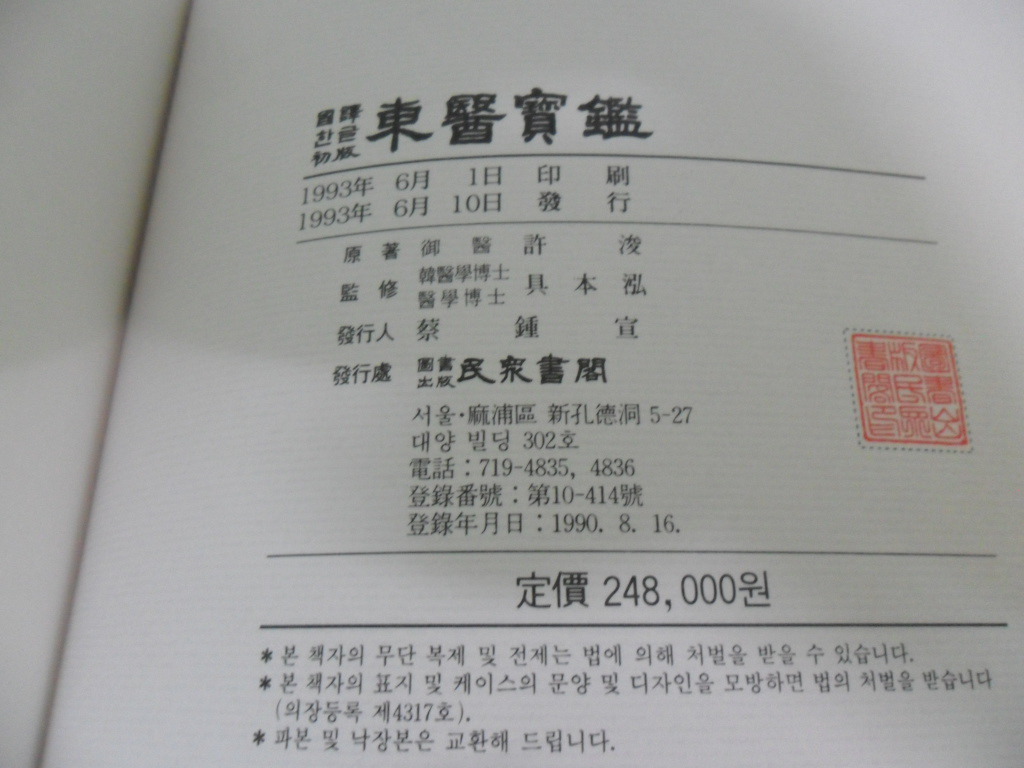 國譯 한글 初版 東醫寶鑑
1993年 6月 1日 印刷
1993年 6月 10日 發行
原著 御醫 許浚
監修 韓醫學博士 醫學博士 具本泓
發行人 蔡鍾宣
發行處 圖書出版 民衆書閣
서울·麻浦區 新孔德洞 5-27
대양 빌딩 302호
電話 : 719-4835, 4836
登錄番號 : 第10-414號
登錄年月日 : 1990. 8. 16.
定價 248,000원
* 본 책자의 무단 복제 및 전제는 법에 의해 처벌을 받을 수 있습니다.
* 본 책자의 표지 및 케이스의 문양 및 디자인을 모방하면 법의 처벌을 받습니다
(의장등록 제4317호).
* 파본 및 낙장본은 교환해 드립니다.